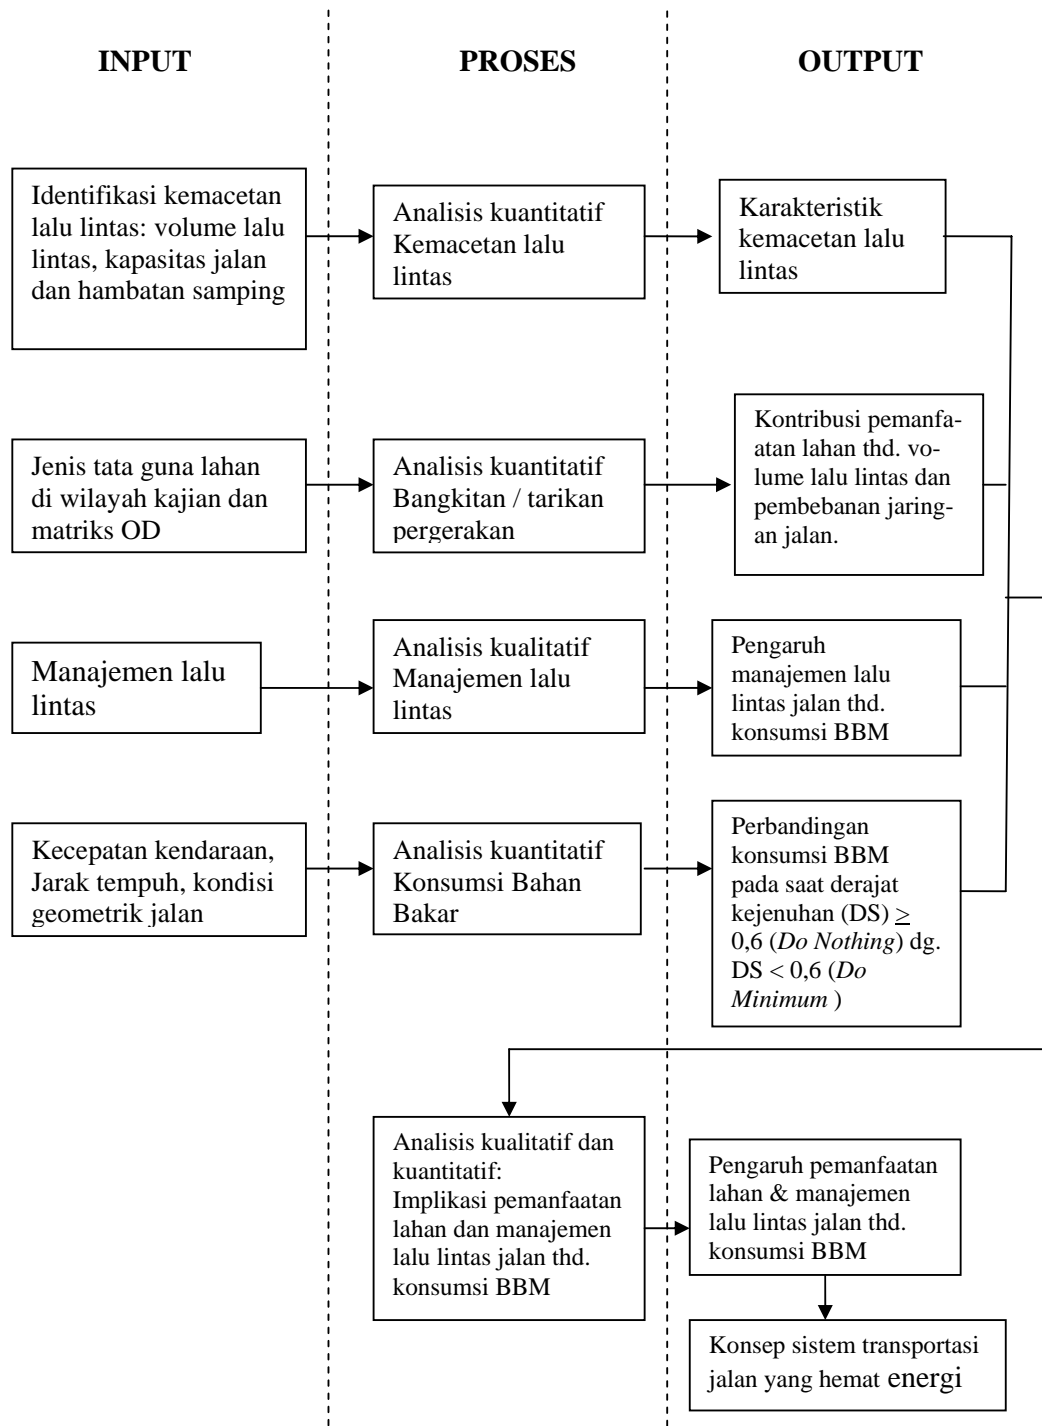 INPUT
PROSES
OUTPUT
Identifikasi kemacetan
lalu lintas: volume lalu
lintas, kapasitas jalan
dan hambatan samping
Analisis kuantitatif
Kemacetan lalu
lintas
Karakteristik
kemacetan lalu
lintas
Jenis tata guna lahan
di wilayah kajian dan
matriks OD
Analisis kuantitatif
Bangkitan / tarikan
pergerakan
Kontribusi pemanfa-
atan lahan thd. vo-
lume lalu lintas dan
pembebanan jaring-
an jalan.
Manajemen lalu
lintas
Analisis kualitatif
Manajemen lalu
lintas
Pengaruh
manajemen lalu
lintas jalan thd.
konsumsi BBM
Kecepatan kendaraan,
Jarak tempuh, kondisi
geometrik jalan
Analisis kuantitatif
Konsumsi Bahan
Bakar
Perbandingan
konsumsi BBM
pada saat derajat
kejenuhan (DS) ≥
0,6 (Do Nothing) dg.
DS < 0,6 (Do
Minimum )
Analisis kualitatif dan
kuantitatif:
Implikasi pemanfaatan
lahan dan manajemen
lalu lintas jalan thd.
konsumsi BBM
Pengaruh pemanfaatan
lahan & manajemen
lalu lintas jalan thd.
konsumsi BBM
Konsep sistem transportasi
jalan yang hemat energi